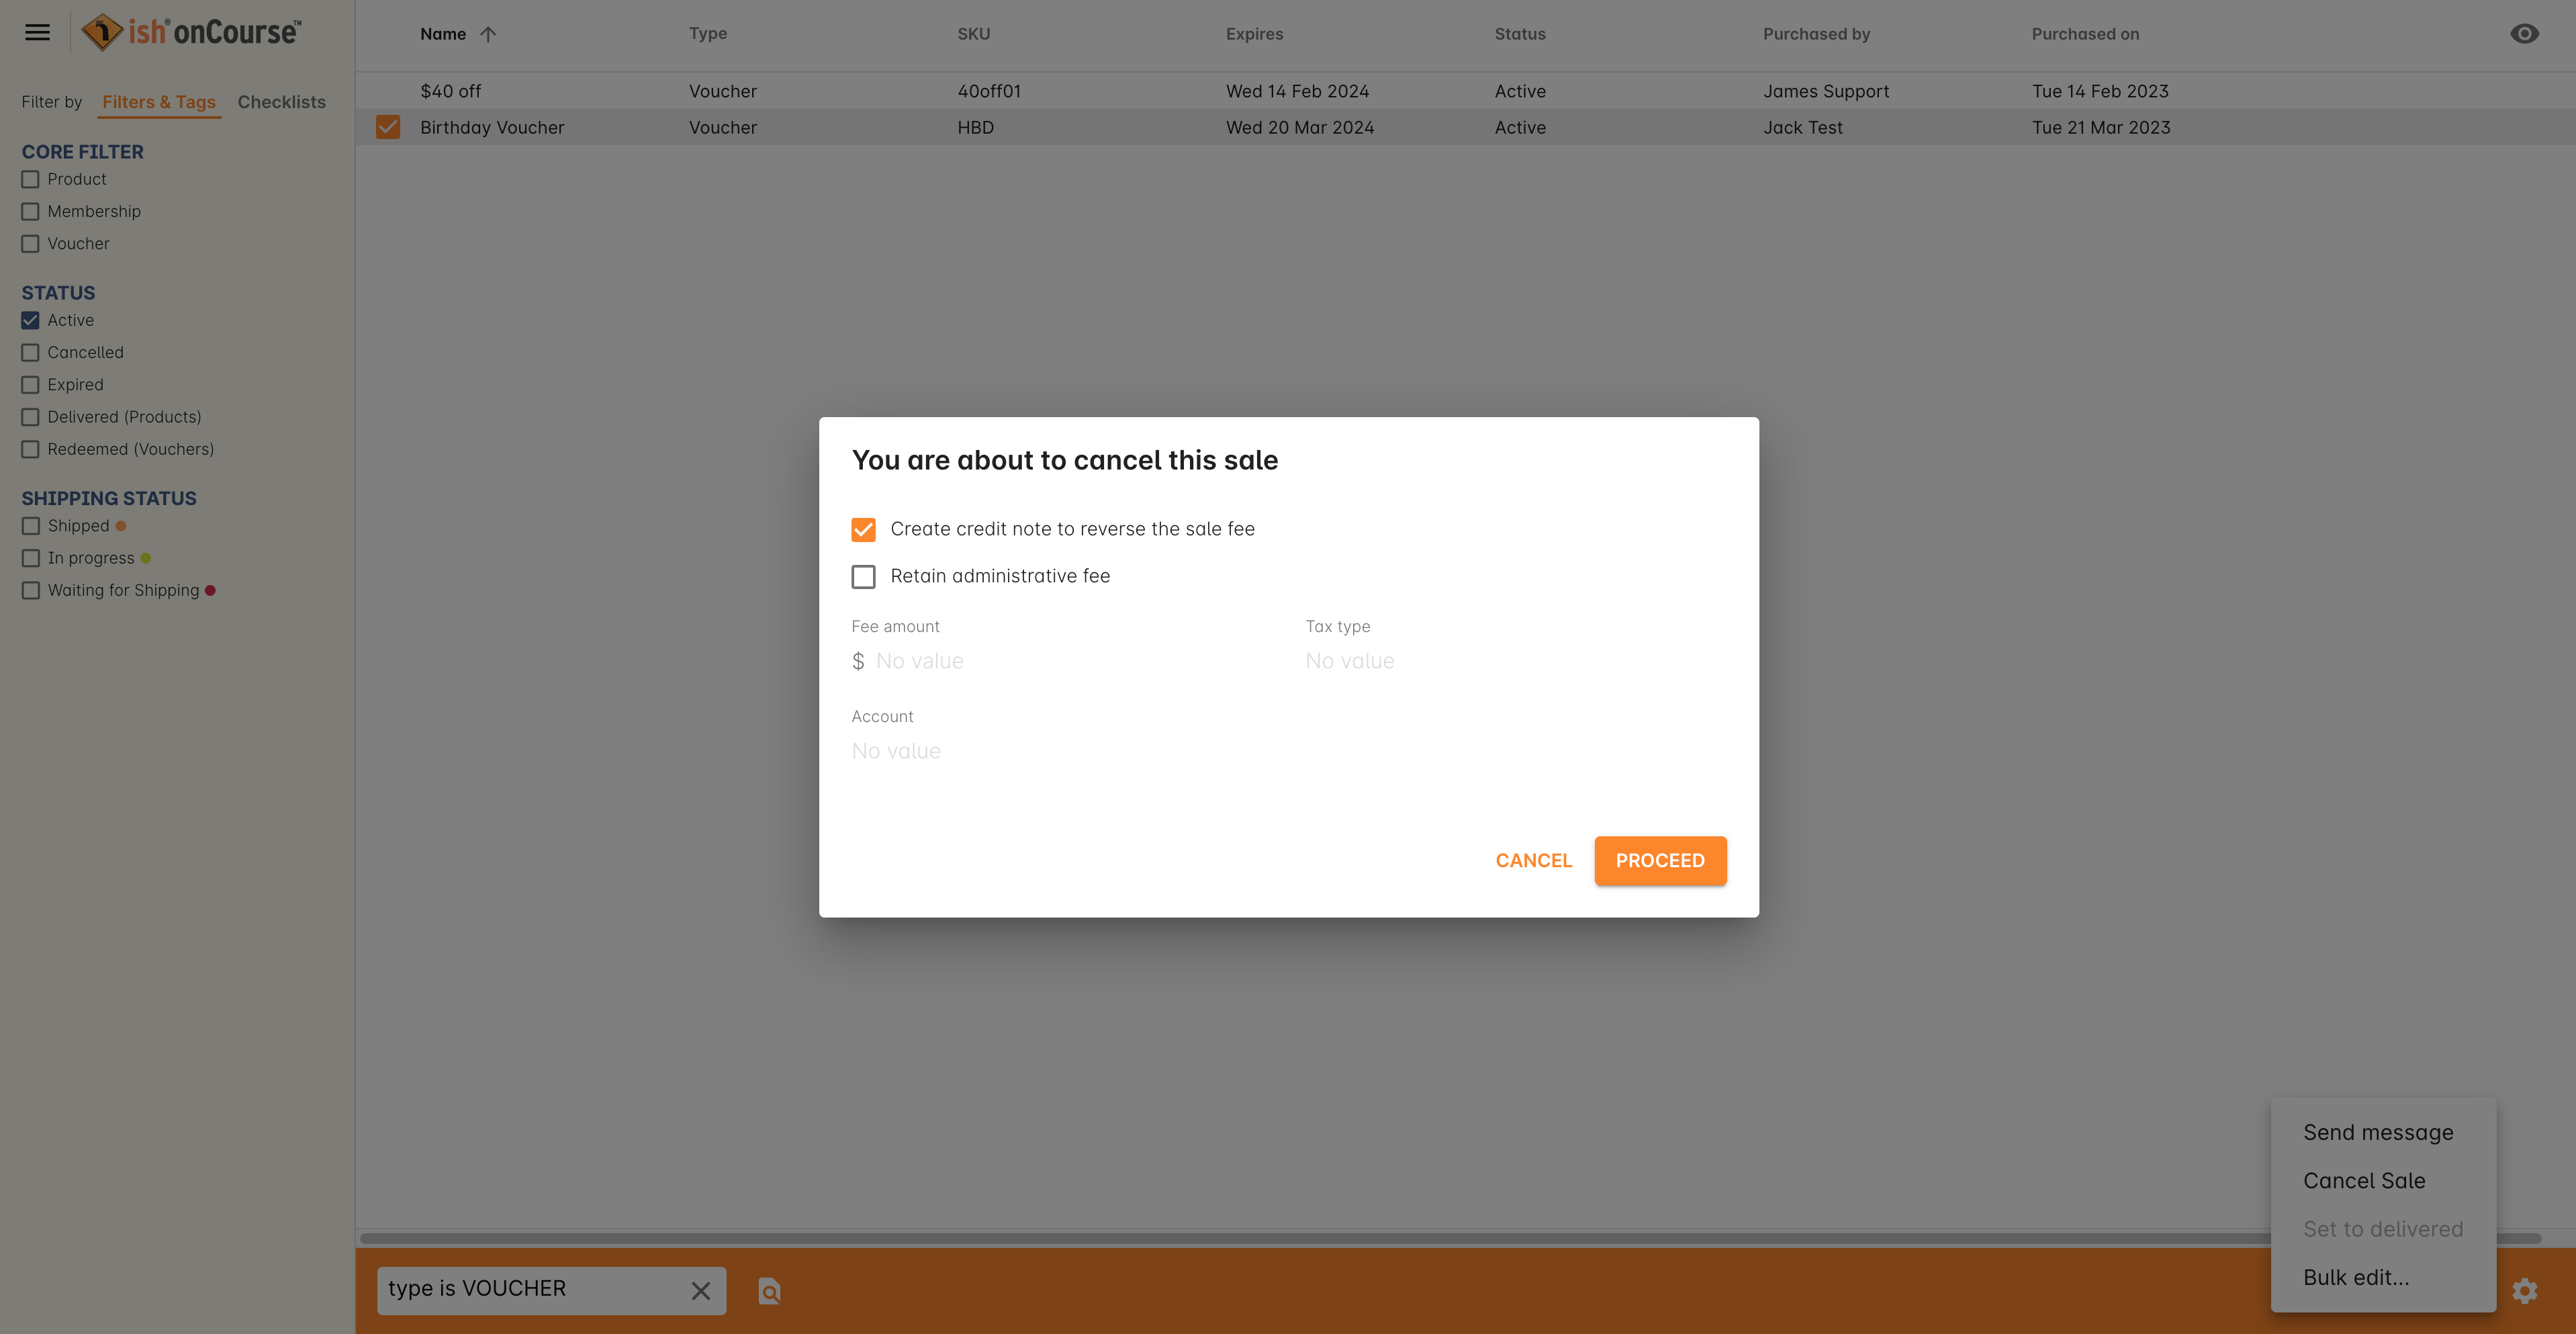 ish® onCourse™
Filter by Filters & Tags Checklists
CORE FILTER
Product
Membership
Voucher
STATUS
Active
Cancelled
Expired
Delivered (Products)
Redeemed (Vouchers)
SHIPPING STATUS
Shipped
In progress
Waiting for Shipping
Name Type SKU Expires Status Purchased by Purchased on
$40 off Voucher 40off01 Wed 14 Feb 2024 Active James Support Tue 14 Feb 2023
Birthday Voucher Voucher HBD Wed 20 Mar 2024 Active Jack Test Tue 21 Mar 2023
You are about to cancel this sale
Create credit note to reverse the sale fee
Retain administrative fee
Fee amount Tax type
$ No value No value
Account
No value
CANCEL PROCEED
Send message
Cancel Sale
Set to delivered
Bulk edit...
type is VOUCHER